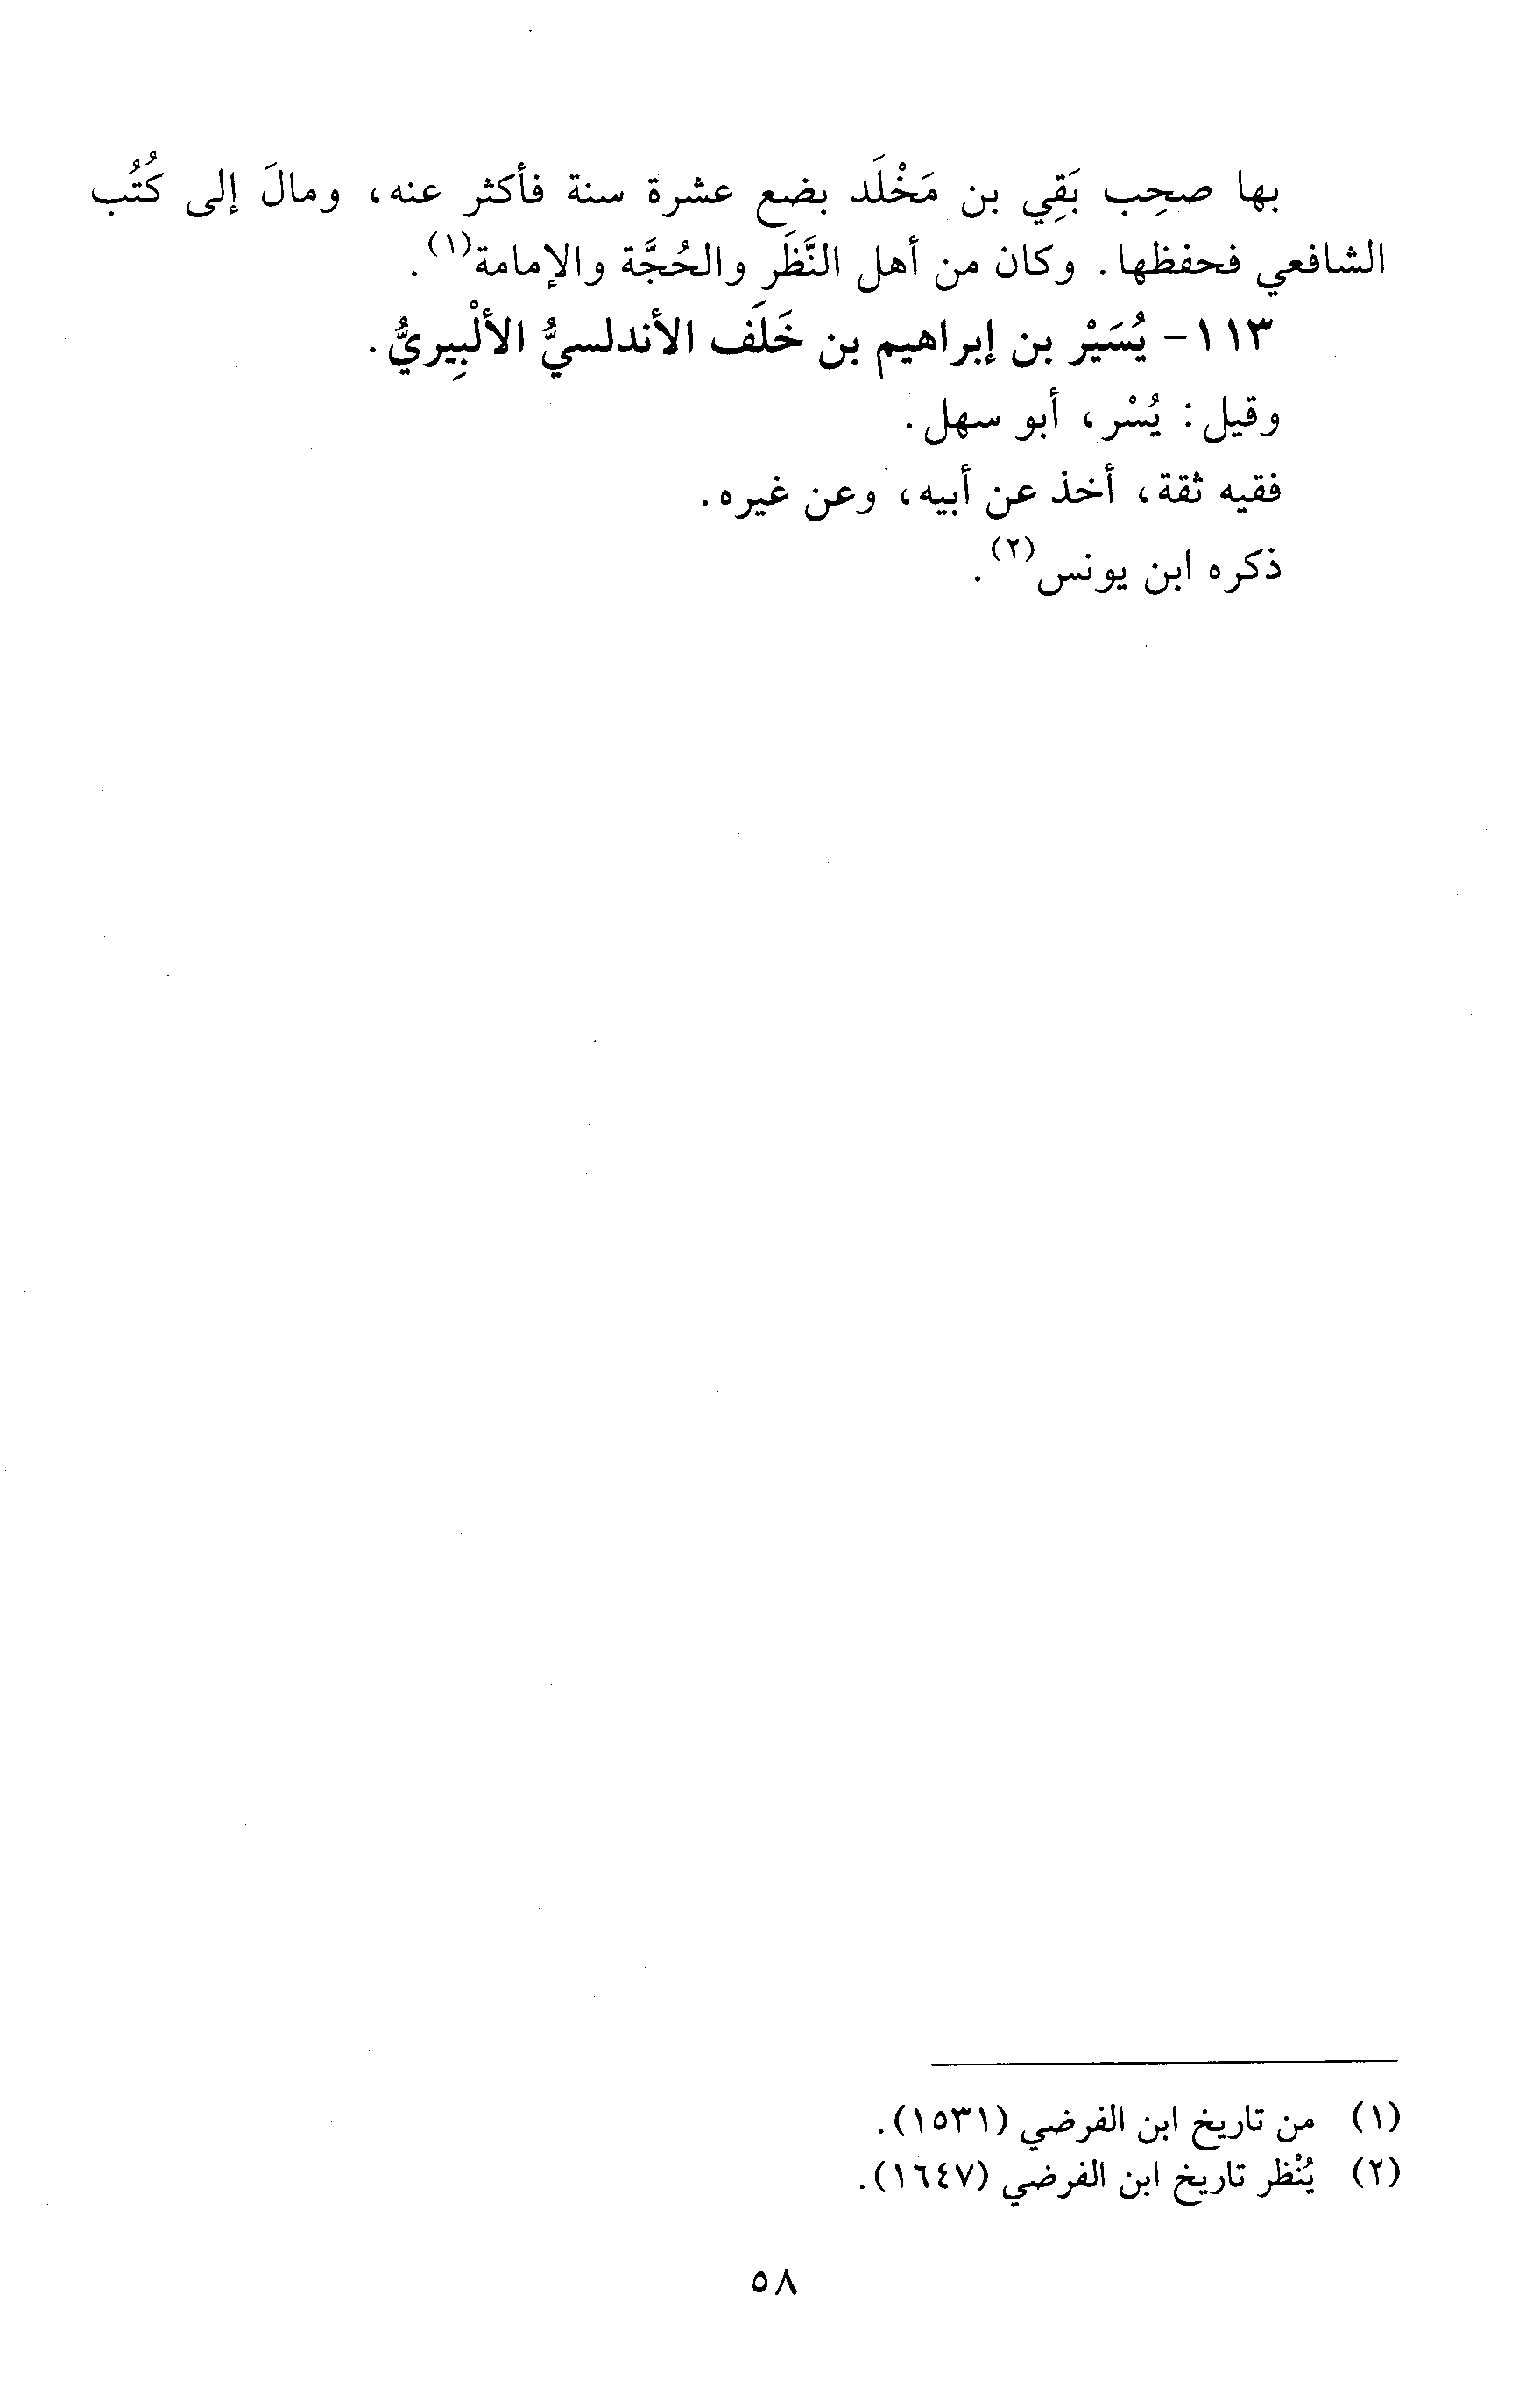 بها صحِب بَقِي بن مَخْلَد بضع عشرة سنة فأكثر عنه، ومالَ إلى كُتُب
الشافعي فحفظها. وكان من أهل النَّظَر والحُجَّة والإمامة(١).
١١٣- يُسَيْر بن إبراهيم بن خَلَف الأندلسيُّ الألْبِيريُّ.
وقيل: يُسْر، أبو سهل.
فقيه ثقة، أخذ عن أبيه، وعن غيره.
ذكره ابن يونس(٢).
(١) من تاريخ ابن الفرضي (١٥٣١).
(٢) يُنْظر تاريخ ابن الفرضي (١٦٤٧).
٥٨